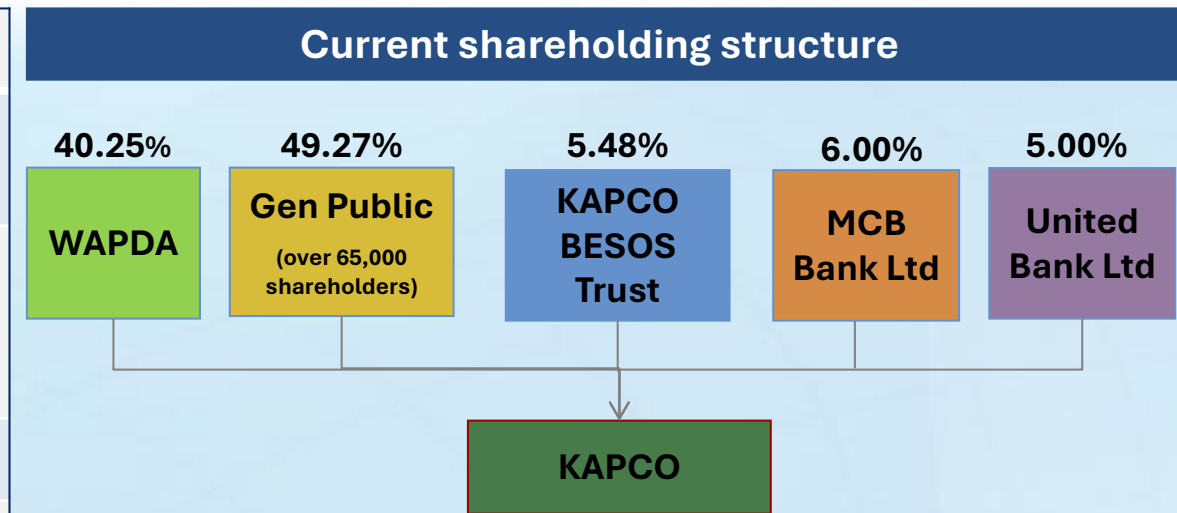 Current shareholding structure
40.25%
49.27%
5.48%
6.00%
5.00%
WAPDA
Gen Public
(over 65,000
shareholders)
KAPCO
BESOS
Trust
MCB
Bank Ltd
United
Bank Ltd
KAPCO